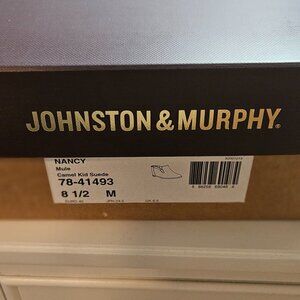 JOHNSTON & MURPHY.
NANCY
Mule
Camel Kid Suede
78-41493
8 1/2 M